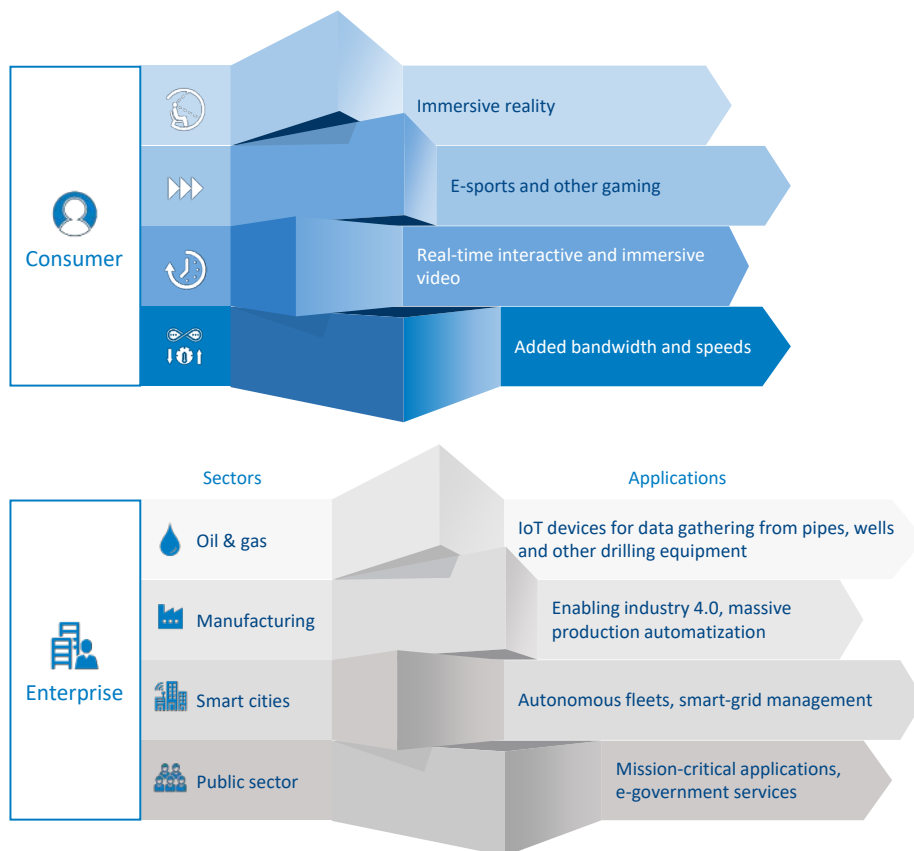 Consumer
Immersive reality
E-sports and other gaming
Real-time interactive and immersive
video
Added bandwidth and speeds
Sectors
Applications
Enterprise
Oil & gas
IoT devices for data gathering from pipes, wells
and other drilling equipment
Manufacturing
Enabling industry 4.0, massive
production automatization
Smart cities
Autonomous fleets, smart-grid management
Public sector
Mission-critical applications,
e-government services